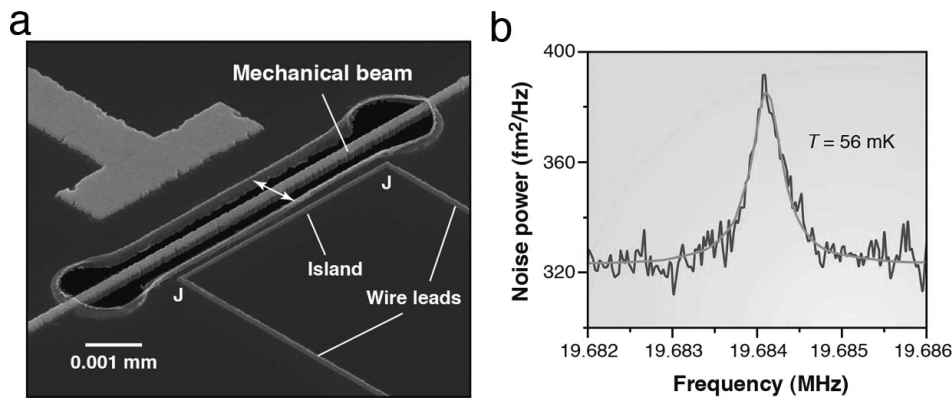 a
Mechanical beam
J
Island
J
Wire leads
0.001 mm
b
400
T = 56 mK
360
320
Noise power (fm²/Hz)
19.682 19.683 19.684 19.685 19.686
Frequency (MHz)